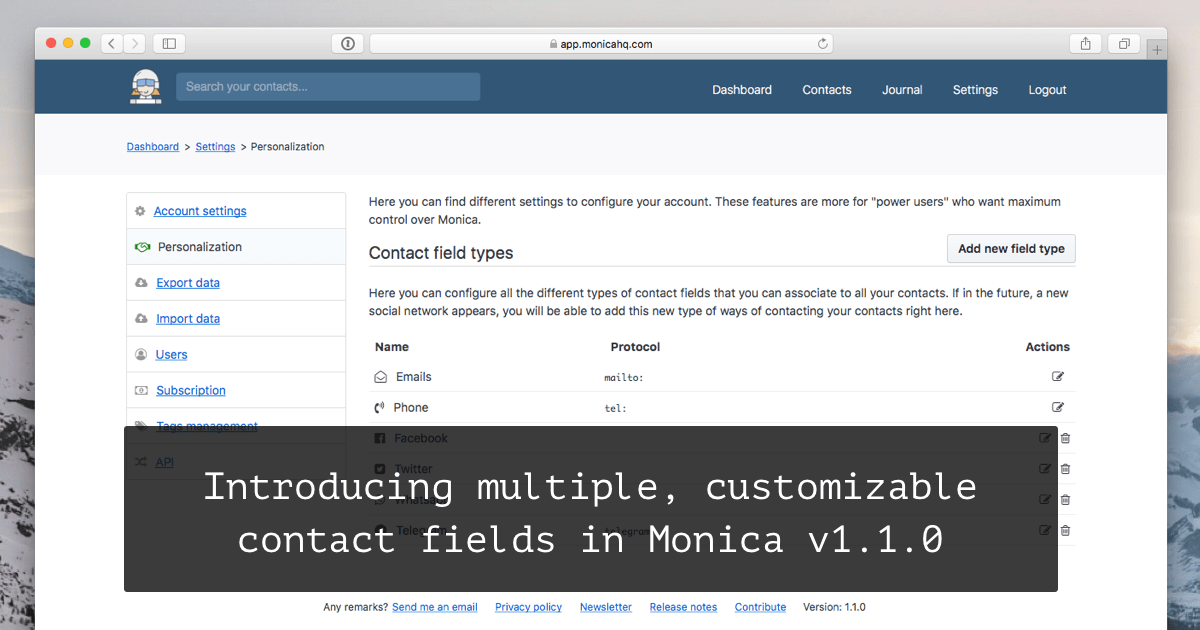 app.monicahq.com
Search your contacts...
Dashboard Contacts Journal Settings Logout
Dashboard > Settings > Personalization
Account settings
Personalization
Export data
Import data
Users
Subscription
Tags management
API
Here you can find different settings to configure your account. These features are more for "power users" who want maximum
control over Monica.
Contact field types
Add new field type
Here you can configure all the different types of contact fields that you can associate to all your contacts. If in the future, a new
social network appears, you will be able to add this new type of ways of contacting your contacts right here.
Name Protocol Actions
Emails mailto:
Phone tel:
Facebook
Twitter
Whatsapp
Telegram telegram:
Introducing multiple, customizable
contact fields in Monica v1.1.0
Any remarks? Send me an email Privacy policy Newsletter Release notes Contribute Version: 1.1.0